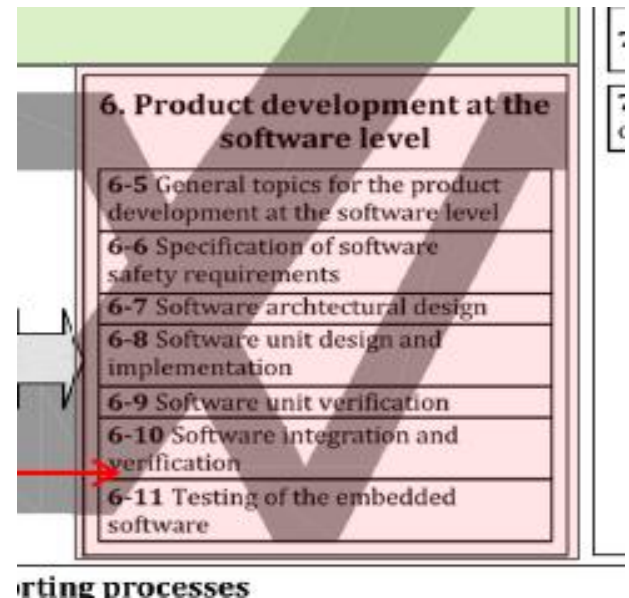 6. Product development at the
software level
6-5 General topics for the product
development at the software level
6-6 Specification of software
safety requirements
6-7 Software archtectural design
6-8 Software unit design and
implementation
6-9 Software unit verification
6-10 Software integration and
verification
6-11 Testing of the embedded
software
processes